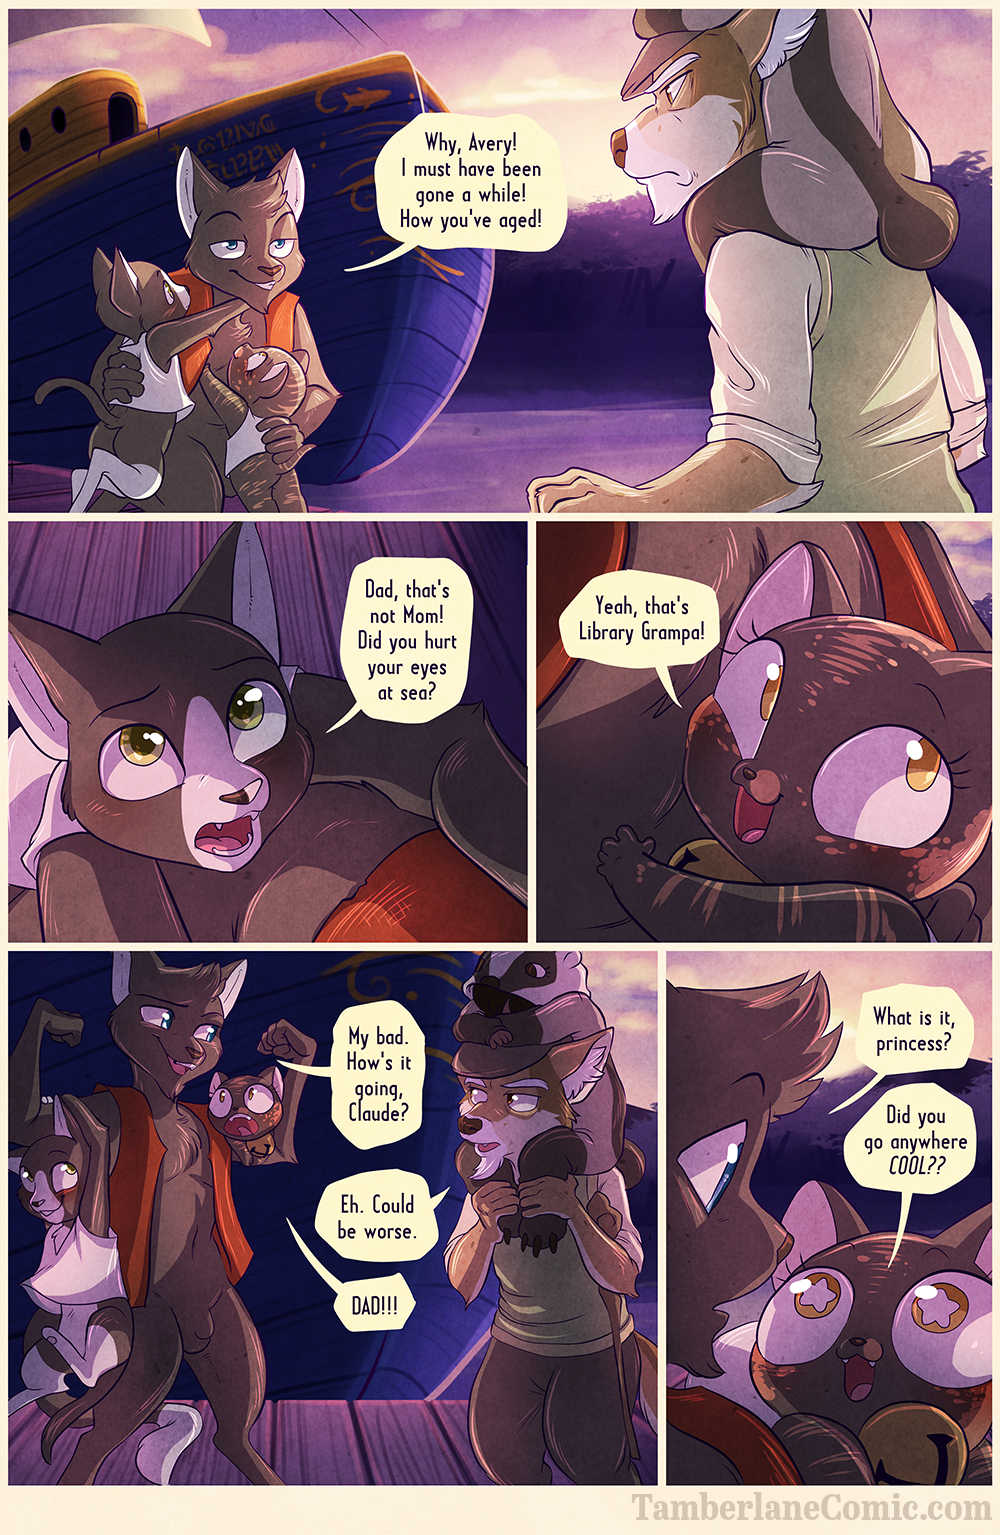 Why, Avery!
I must have been
gone a while!
How you've aged!
Dad, that's
not Mom!
Did you hurt
your eyes
at sea?
Yeah, that's
Library Grampa!
My bad.
How's it
going,
Claude?
Eh. Could
be worse.
DAD!!!
What is it,
princess?
Did you
go anywhere
COOL??
TamberlaneComic.com